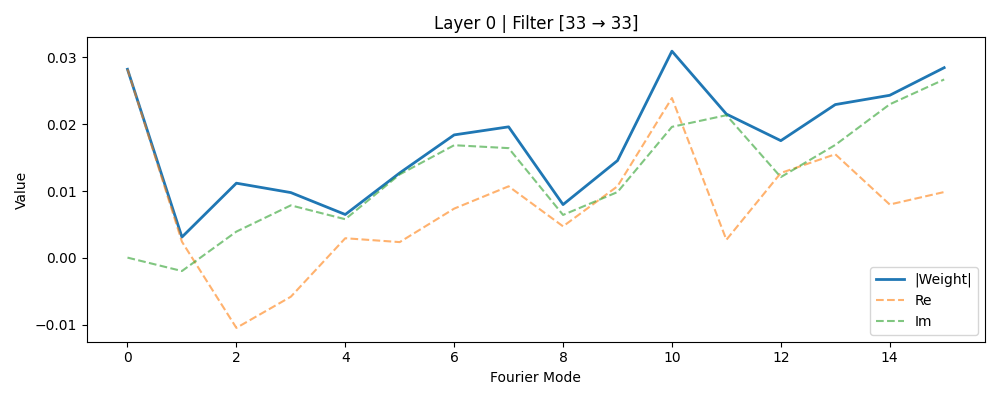 Layer 0 | Filter [33 → 33]
Value
0.03
0.02
0.01
0.00
−0.01
|Weight|
Re
Im
0 2 4 6 8 10 12 14
Fourier Mode